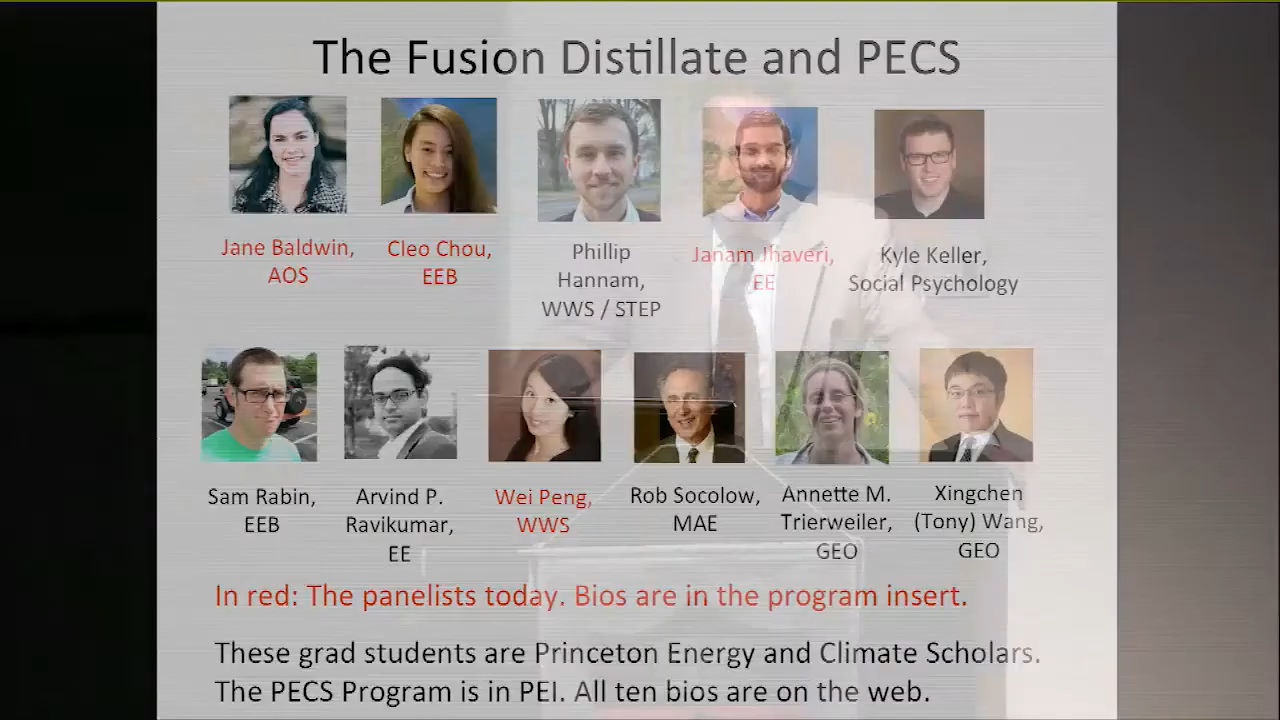 The Fusion Distillate and PECS
Jane Baldwin,
AOS
Cleo Chou,
EEB
Phillip
Hannam,
WWS / STEP
Janam Jhaveri,
EE
Kyle Keller,
Social Psychology
Sam Rabin,
EEB
Arvind P.
Ravikumar,
EE
Wei Peng,
WWS
Rob Socolow,
MAE
Annette M.
Trierweiler,
GEO
Xingchen
(Tony) Wang,
GEO
In red: The panelists today. Bios are in the program insert.
These grad students are Princeton Energy and Climate Scholars.
The PECS Program is in PEI. All ten bios are on the web.